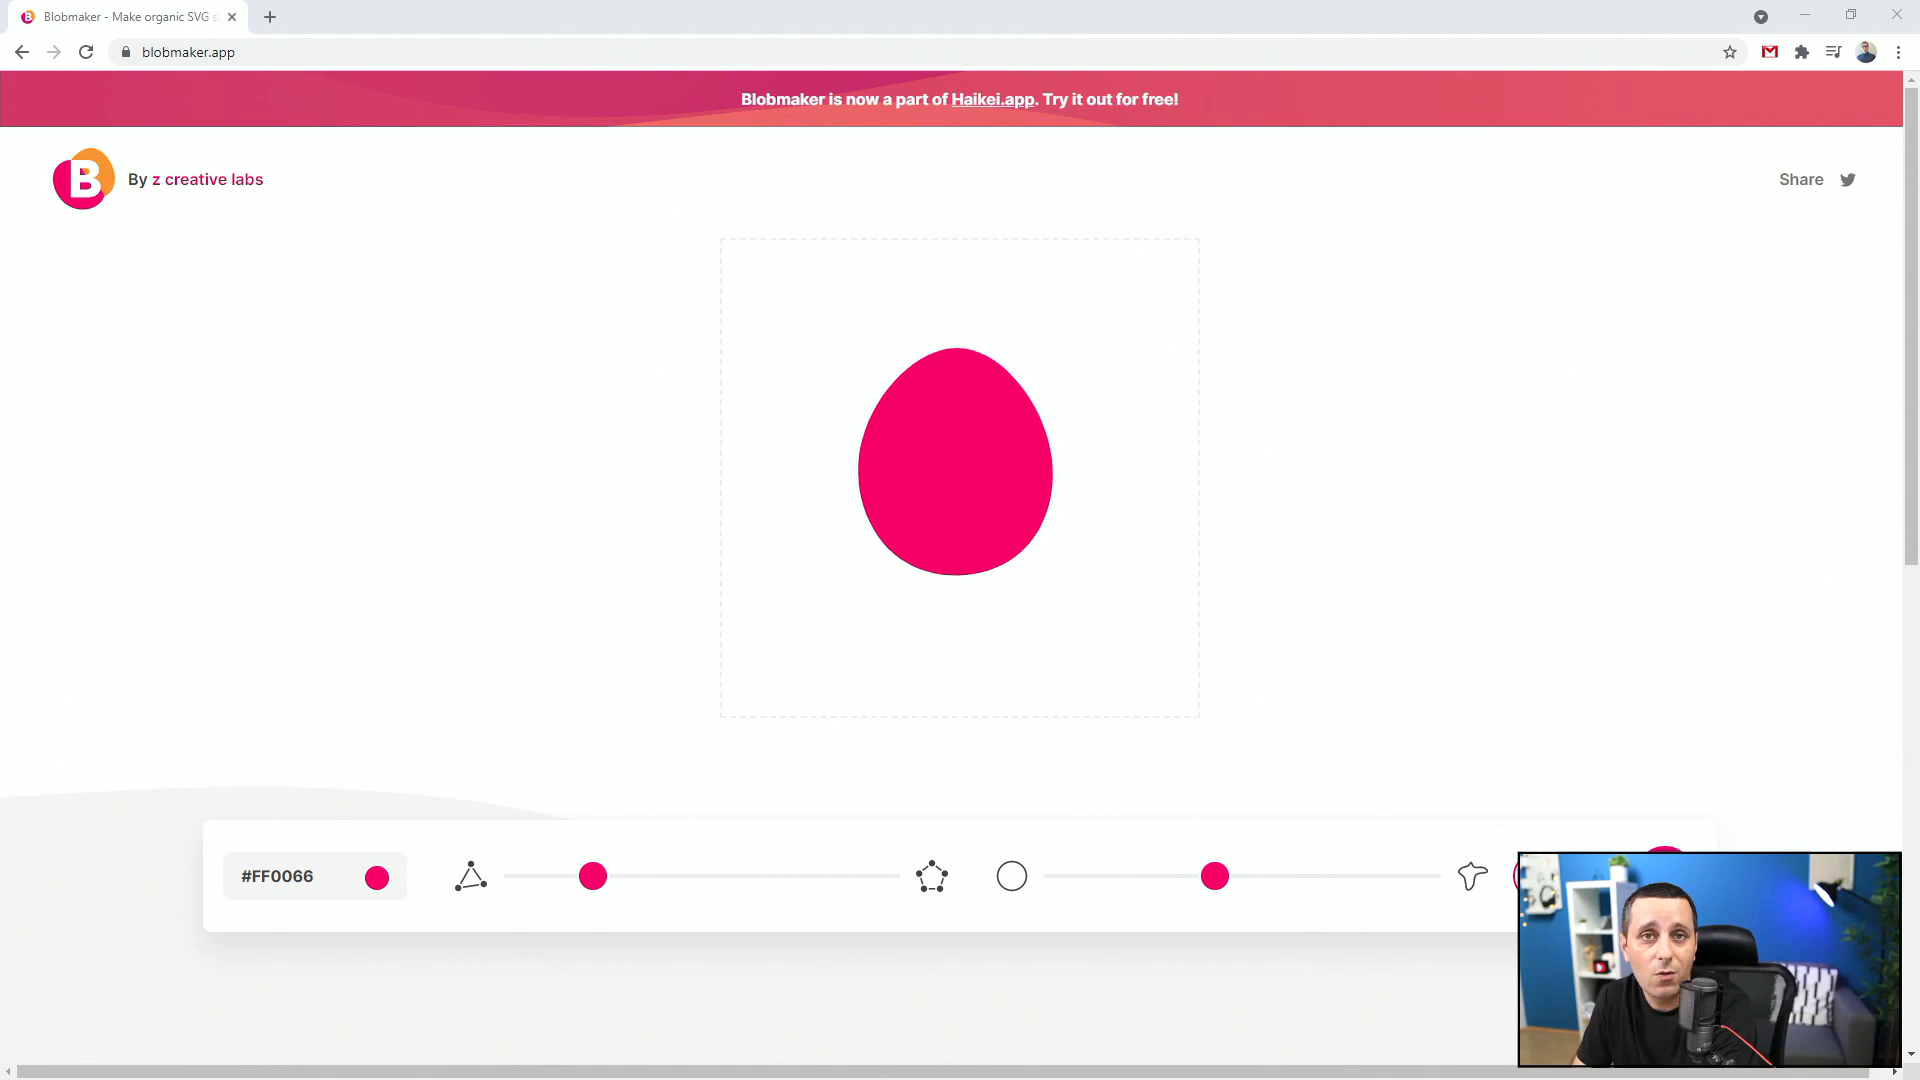 Blobmaker - Make organic SVG s
blobmaker.app
Blobmaker is now a part of Haikei.app. Try it out for free!
B By z creative labs
Share
#FF0066